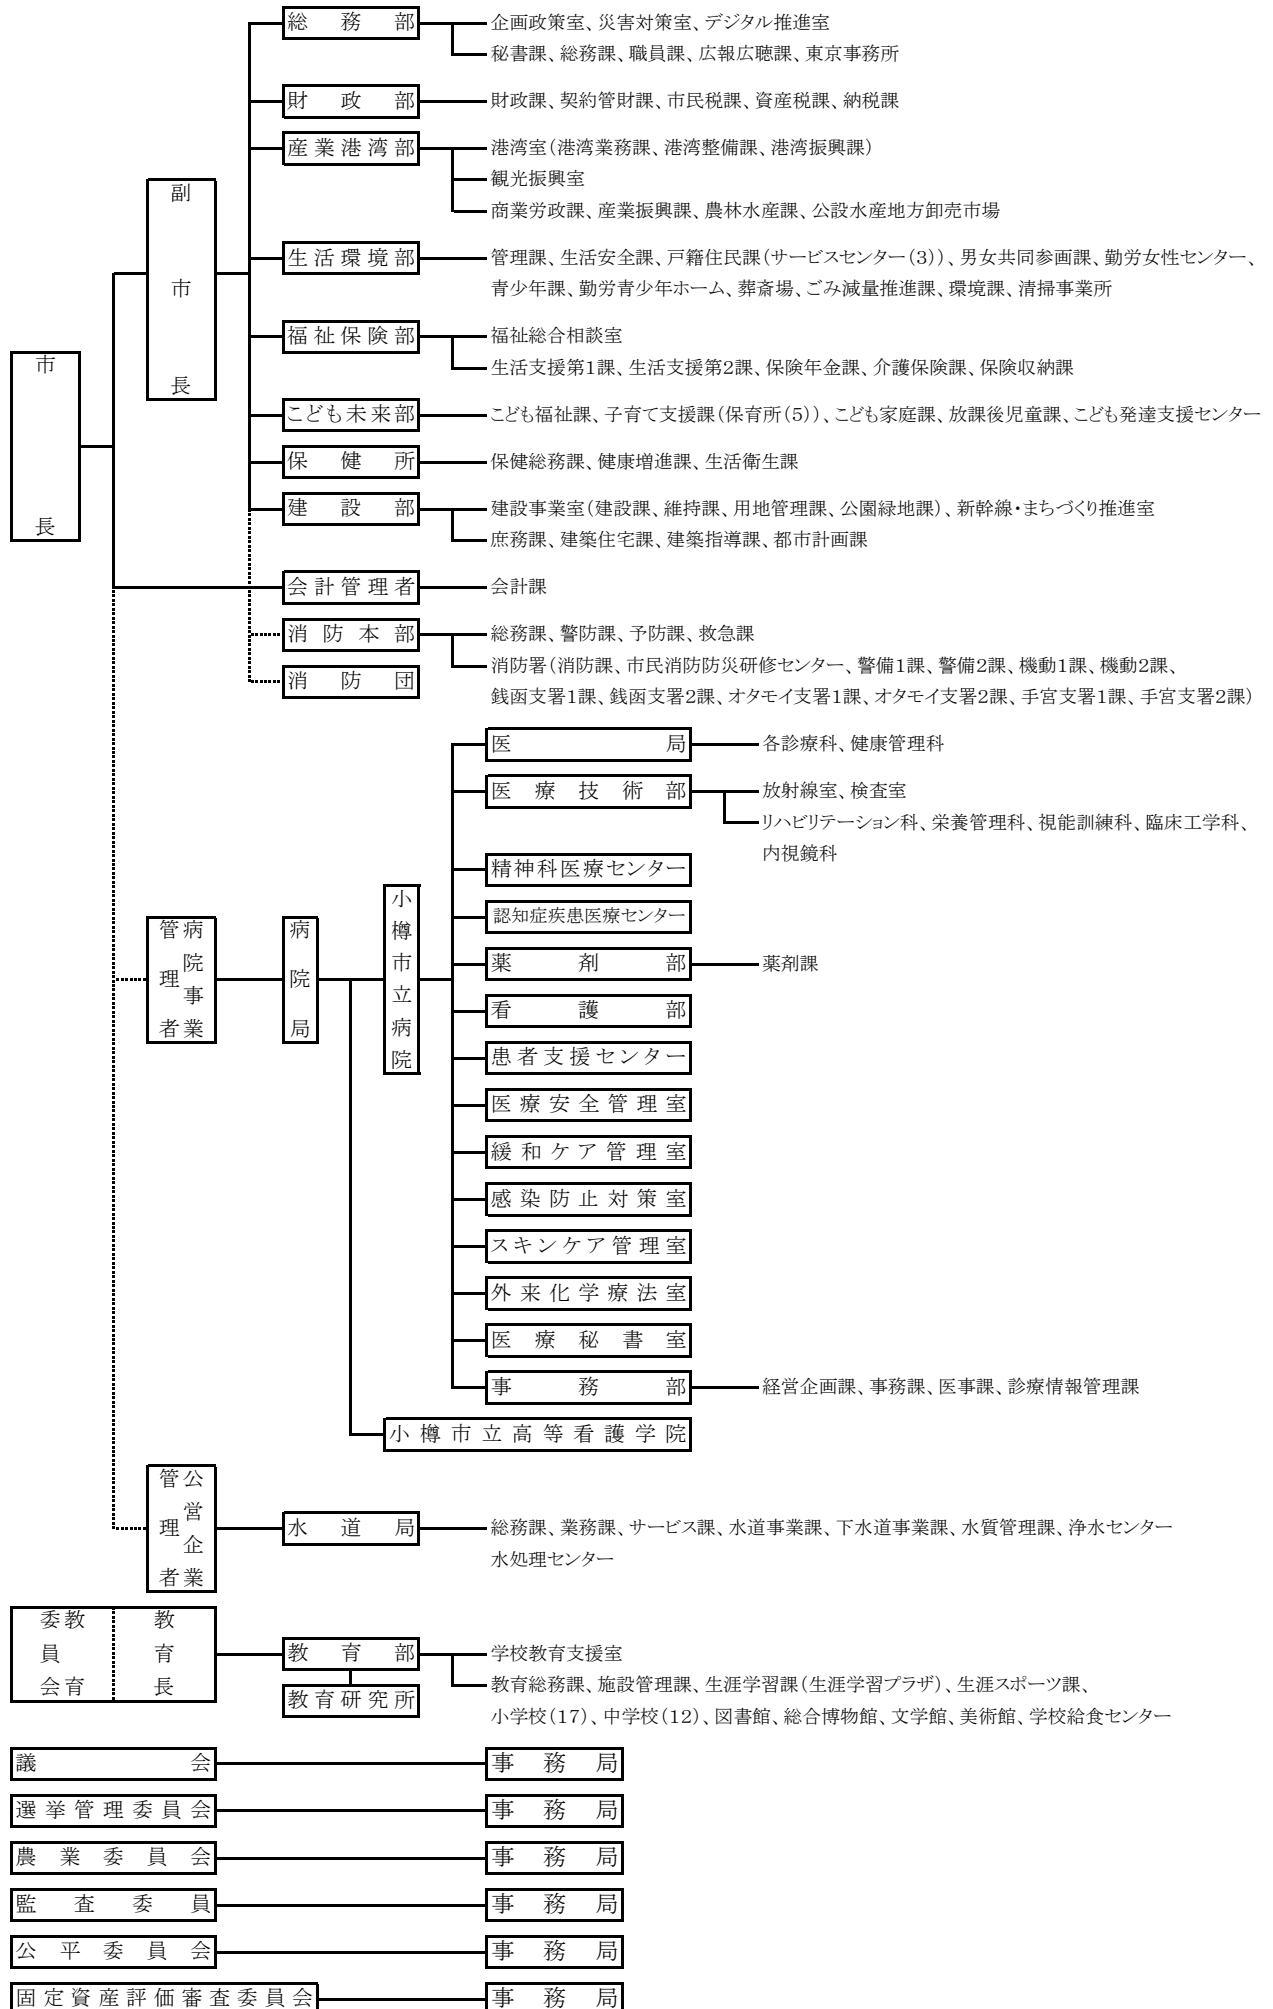 総務部
企画政策室、災害対策室、デジタル推進室
秘書課、総務課、職員課、広報広聴課、東京事務所
財政部
財政課、契約管財課、市民税課、資産税課、納税課
産業港湾部
港湾室(港湾業務課、港湾整備課、港湾振興課)
観光振興室
商業労政課、産業振興課、農林水産課、公設水産地方卸売市場
副市長
生活環境部
管理課、生活安全課、戸籍住民課(サービスセンター(3))、男女共同参画課、勤労女性センター、
青少年課、勤労青少年ホーム、葬斎場、ごみ減量推進課、環境課、清掃事業所
福祉保険部
福祉総合相談室
生活支援第1課、生活支援第2課、保険年金課、介護保険課、保険収納課
市長
こども未来部
こども福祉課、子育て支援課(保育所(5))、こども家庭課、放課後児童課、こども発達支援センター
保健所
保健総務課、健康増進課、生活衛生課
建設部
建設事業室(建設課、維持課、用地管理課、公園緑地課)、新幹線・まちづくり推進室
庶務課、建築住宅課、建築指導課、都市計画課
会計管理者
会計課
消防本部
総務課、警防課、予防課、救急課
消防署(消防課、市民消防防災研修センター、警備1課、警備2課、機動1課、機動2課、
銭函支署1課、銭函支署2課、オタモイ支署1課、オタモイ支署2課、手宮支署1課、手宮支署2課)
消防団
病院事業管理者
病院局
小樽市立病院
医局
各診療科、健康管理科
医療技術部
放射線室、検査室
リハビリテーション科、栄養管理科、視能訓練科、臨床工学科、
内視鏡科
精神科医療センター
認知症疾患医療センター
薬剤部
薬剤課
看護部
患者支援センター
医療安全管理室
緩和ケア管理室
感染防止対策室
スキンケア管理室
外来化学療法室
医療秘書室
事務部
経営企画課、事務課、医事課、診療情報管理課
小樽市立高等看護学院
公営企業管理者
水道局
総務課、業務課、サービス課、水道事業課、下水道事業課、水質管理課、浄水センター
水処理センター
教育委員会
教育長
教育部
学校教育支援室
教育総務課、施設管理課、生涯学習課(生涯学習プラザ)、生涯スポーツ課、
小学校(17)、中学校(12)、図書館、総合博物館、文学館、美術館、学校給食センター
教育研究所
議会
事務局
選挙管理委員会
事務局
農業委員会
事務局
監査委員
事務局
公平委員会
事務局
固定資産評価審査委員会
事務局